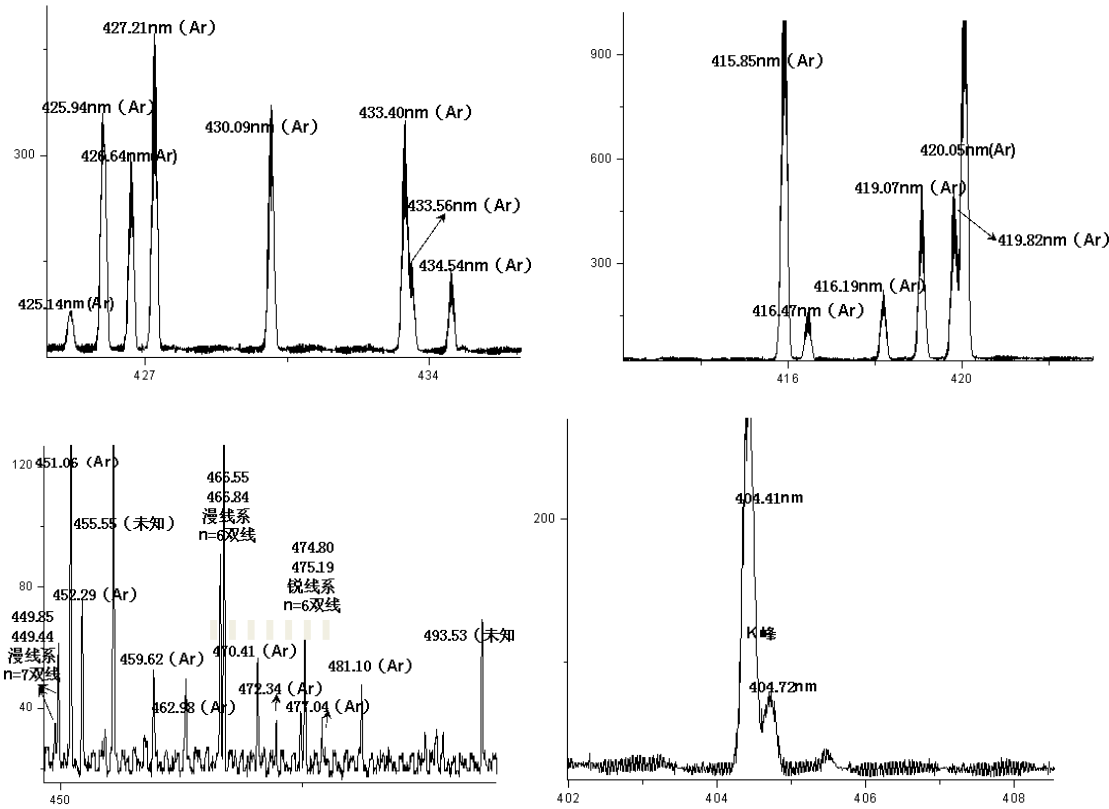 427.21nm（Ar）
425.94nm（Ar）
426.64nm(Ar)
430.09nm（Ar）
433.40nm（Ar）
433.56nm（Ar）
434.54nm（Ar）
425.14nm(Ar)
300
427
434
900
600
300
415.85nm（Ar）
420.05nm(Ar)
419.07nm（Ar）
419.82nm（Ar）
416.19nm（Ar）
416.47nm（Ar）
416
420
120
80
40
451.06（Ar）
455.55（未知）
452.29（Ar）
449.85
449.44
漫线系
n=7双线
459.62（Ar）
462.98（Ar）
466.55
466.84
漫线系
n=6双线
474.80
475.19
锐线系
n=6双线
470.41（Ar）
472.34（Ar）
477.04（Ar）
481.10（Ar）
493.53（未知
450
200
404.41nm
K 峰
404.72nm
402
404
406
408